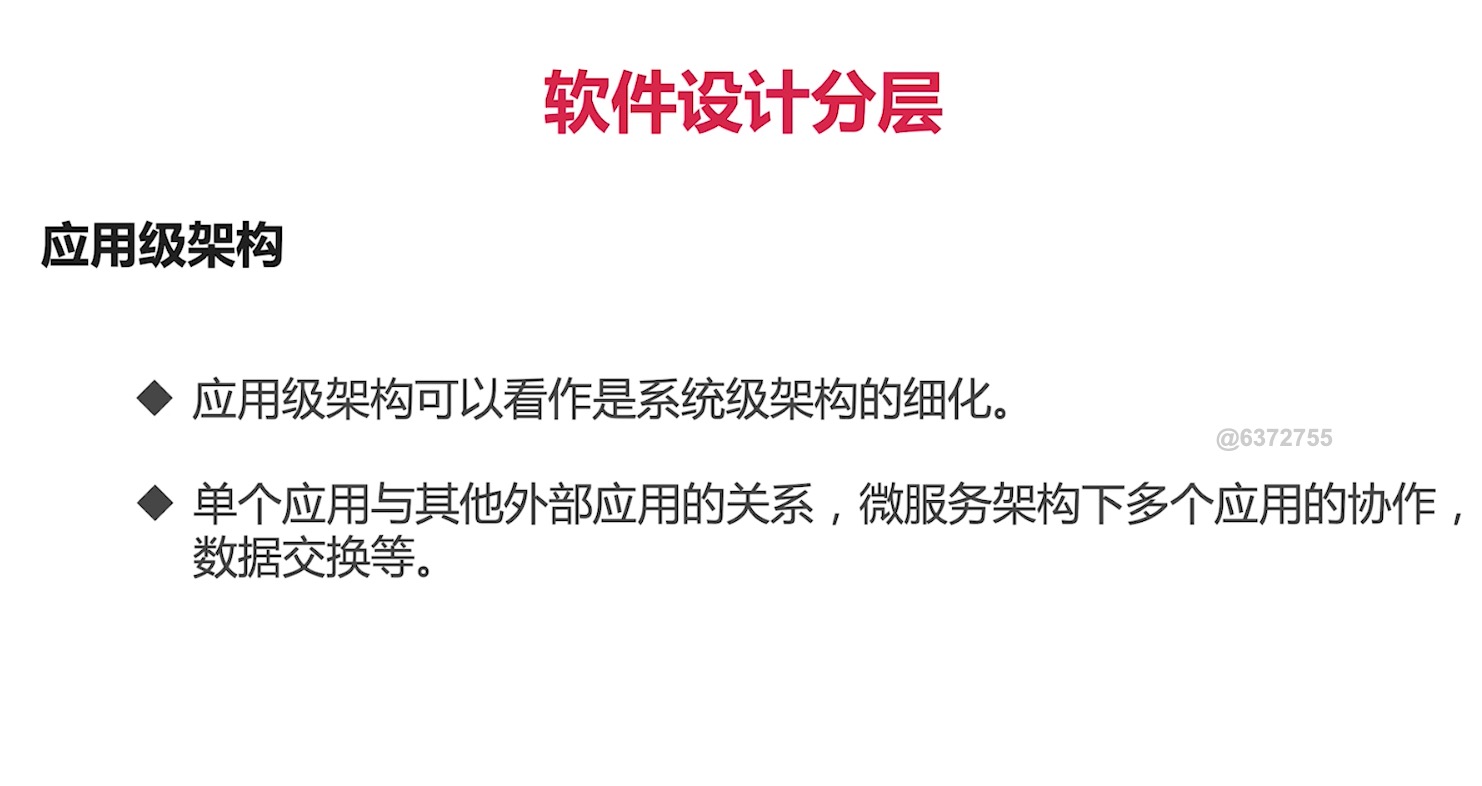 软件设计分层
应用级架构
◆ 应用级架构可以看作是系统级架构的细化。
@6372755
◆ 单个应用与其他外部应用的关系，微服务架构下多个应用的协作，
数据交换等。